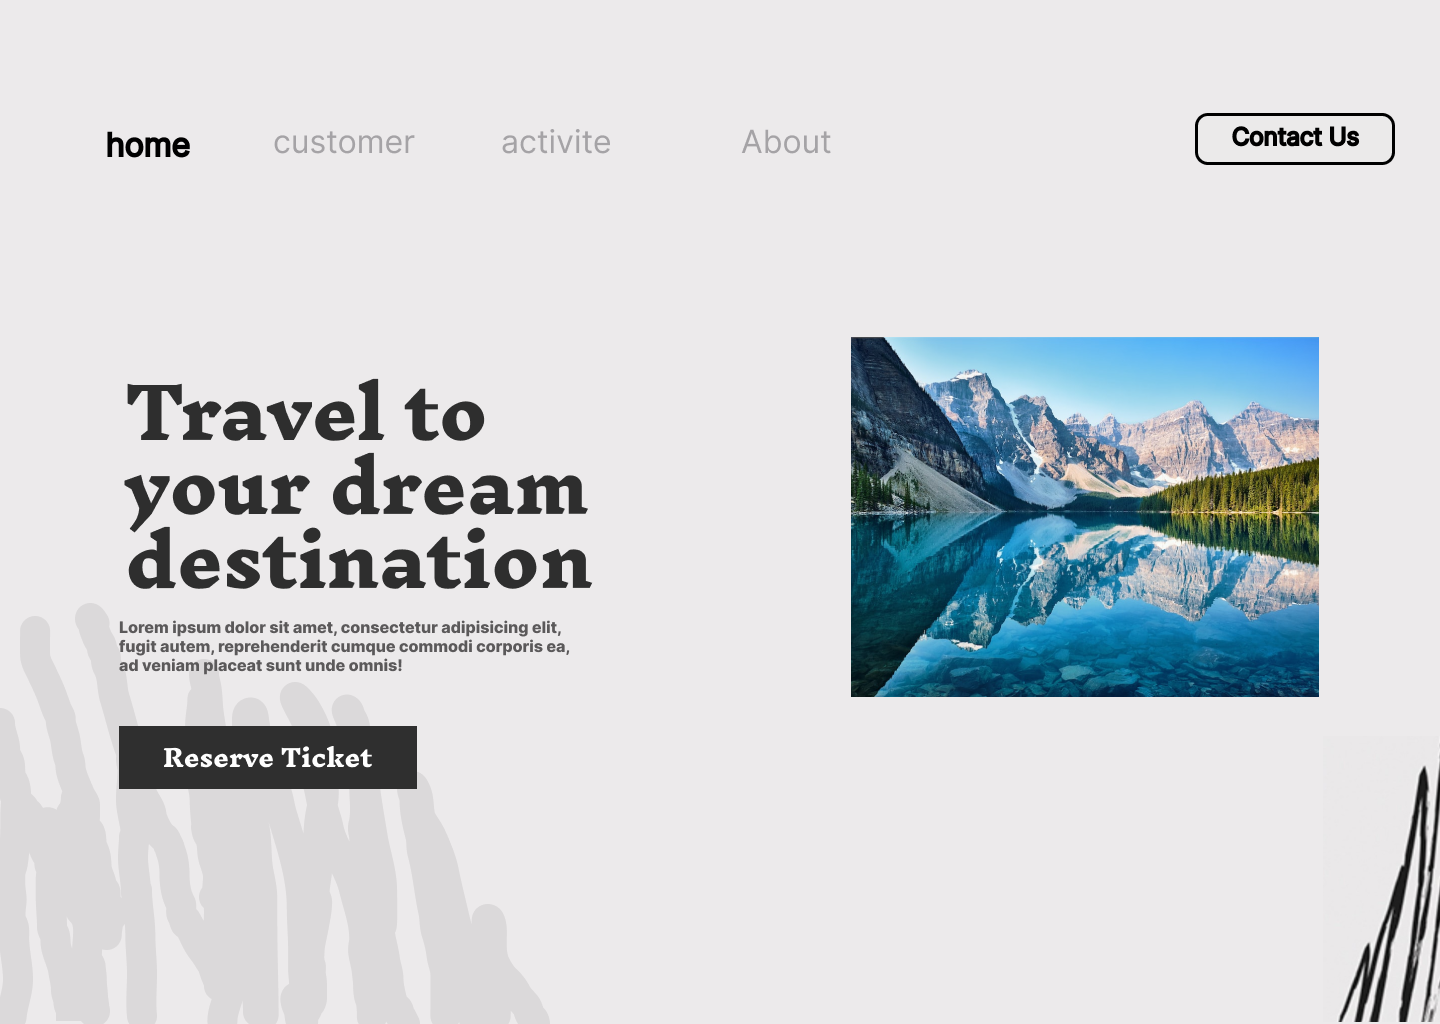 home customer activite About Contact Us
Travel to
your dream
destination
Lorem ipsum dolor sit amet, consectetur adipisicing elit,
fugit autem, reprehenderit cumque commodi corporis ea,
ad veniam placeat sunt unde omnis!
Reserve Ticket